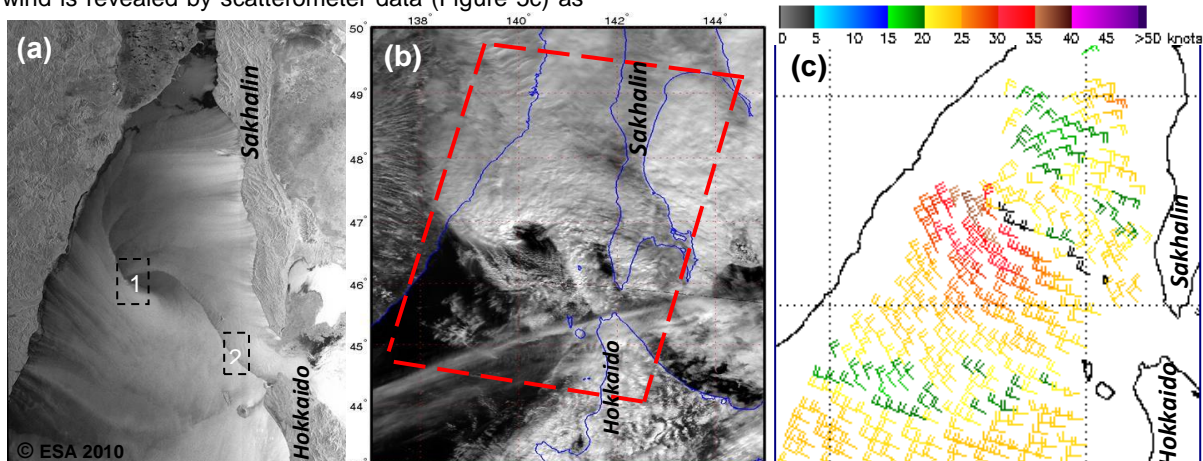 wind is revealed by scatterometer data (Figure 5c) as
138 140 142 144
0 5 10 15 20 25 30 35 40 45 >50 knots
(a)
Sakhalin
1
2
Hokkaido
© ESA 2010
50
49
48
47
46
45
44
(b)
Sakhalin
Hokkaido
(c)
Sakhalin
Hokkaido